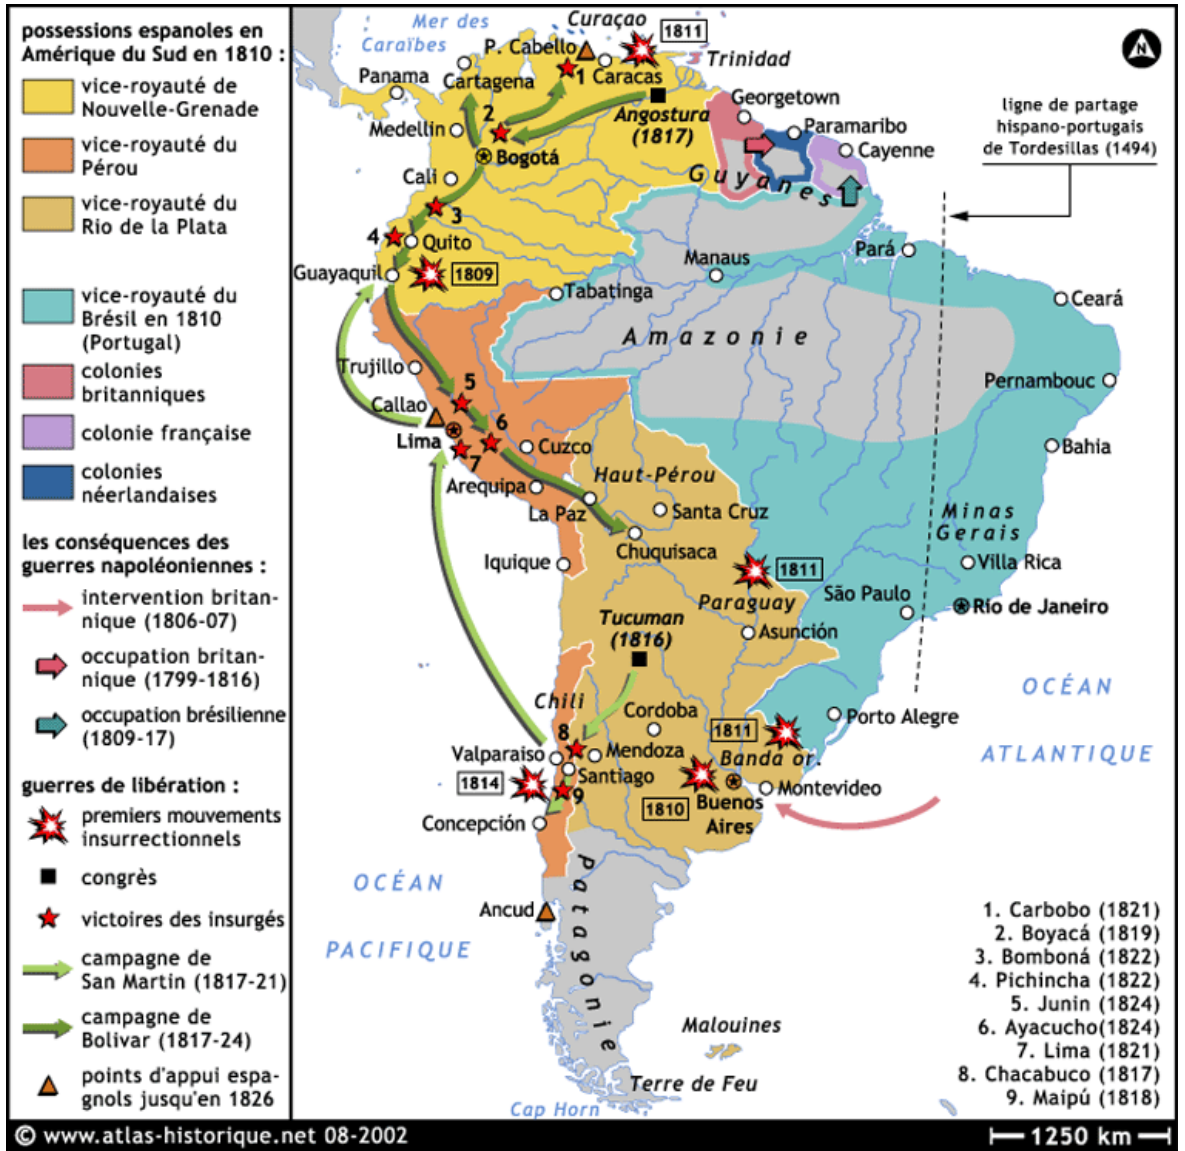 possessions espanoles en
Amérique du Sud en 1810 :
vice-royauté de
Nouvelle-Grenade
vice-royauté du
Pérou
vice-royauté du
Rio de la Plata
vice-royauté du
Brésil en 1810
(Portugal)
colonies
britanniques
colonie française
colonies
néerlandaises
les conséquences des
guerres napoléoniennes :
intervention britan-
nique (1806-07)
occupation britan-
nique (1799-1816)
occupation brésilienne
(1809-17)
guerres de libération :
premiers mouvements
insurrectionnels
congrès
victoires des insurgés
campagne de
San Martin (1817-21)
campagne de
Bolivar (1817-24)
points d'appui espa-
gnols jusqu'en 1826
Mer des
Caraïbes
Curaçao
1811
P. Cabello
Trinidad
N
Panama
Cartagena
1
Caracas
Georgetown
ligne de partage
hispano-portugais
de Tordesillas (1494)
2
Angostura
(1817)
Medellin
Paramaribo
Bogotá
Cayenne
Cali
Guyanes
3
4
Quito
Pará
Guayaquil
1809
Manaus
Tabatinga
Ceará
Amazonie
Trujillo
5
Pernambouc
Callao
6
Lima
7
Cuzco
Bahia
Arequipa
Haut-Pérou
La Paz
Santa Cruz
Minas
Gerais
Chuquisaca
Iquique
1811
Villa Rica
Paraguay
São Paulo
Rio de Janeiro
Tucuman
(1816)
Asunción
OCÉAN
ATLANTIQUE
Chili
Cordoba
1811
Porto Alegre
8
Valparaiso
Mendoza
Banda or.
Santiago
1814
9
1810
Buenos
Aires
Montevideo
Concepción
OCÉAN
PACIFIQUE
Patagonie
Ancud
Malouines
Terre de Feu
Cap Horn
1. Carbobo (1821)
2. Boyacá (1819)
3. Bomboná (1822)
4. Pichincha (1822)
5. Junin (1824)
6. Ayacucho(1824)
7. Lima (1821)
8. Chacabuco (1817)
9. Maipú (1818)
© www.atlas-historique.net 08-2002
1250 km